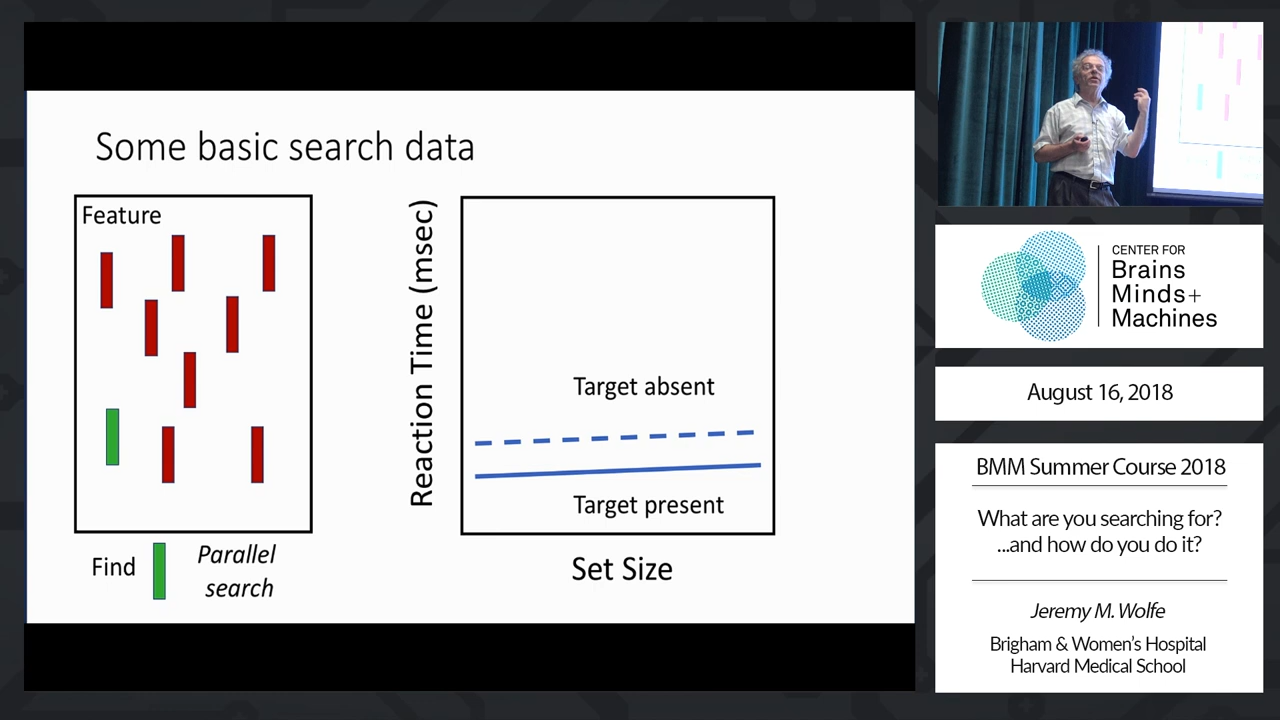 Some basic search data
Feature
Find
Parallel
search
Reaction Time (msec)
Target absent
Target present
Set Size
CENTER FOR
Brains
Minds+
Machines
August 16, 2018
BMM Summer Course 2018
What are you searching for?
...and how do you do it?
Jeremy M. Wolfe
Brigham & Women's Hospital
Harvard Medical School